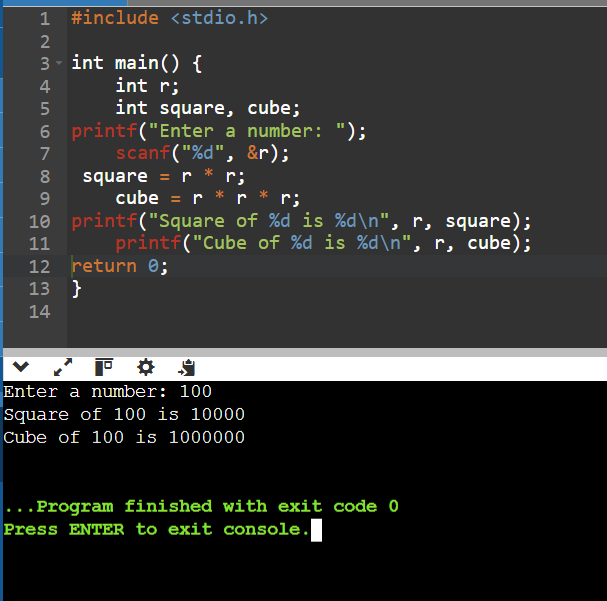 1 #include <stdio.h>
2
3 int main() {
4     int r;
5     int square, cube;
6 printf("Enter a number: ");
7     scanf("%d", &r);
8  square = r * r;
9     cube = r * r * r;
10 printf("Square of %d is %d\n", r, square);
11     printf("Cube of %d is %d\n", r, cube);
12 return 0;
13 }
14
Enter a number: 100
Square of 100 is 10000
Cube of 100 is 1000000
...Program finished with exit code 0
Press ENTER to exit console.